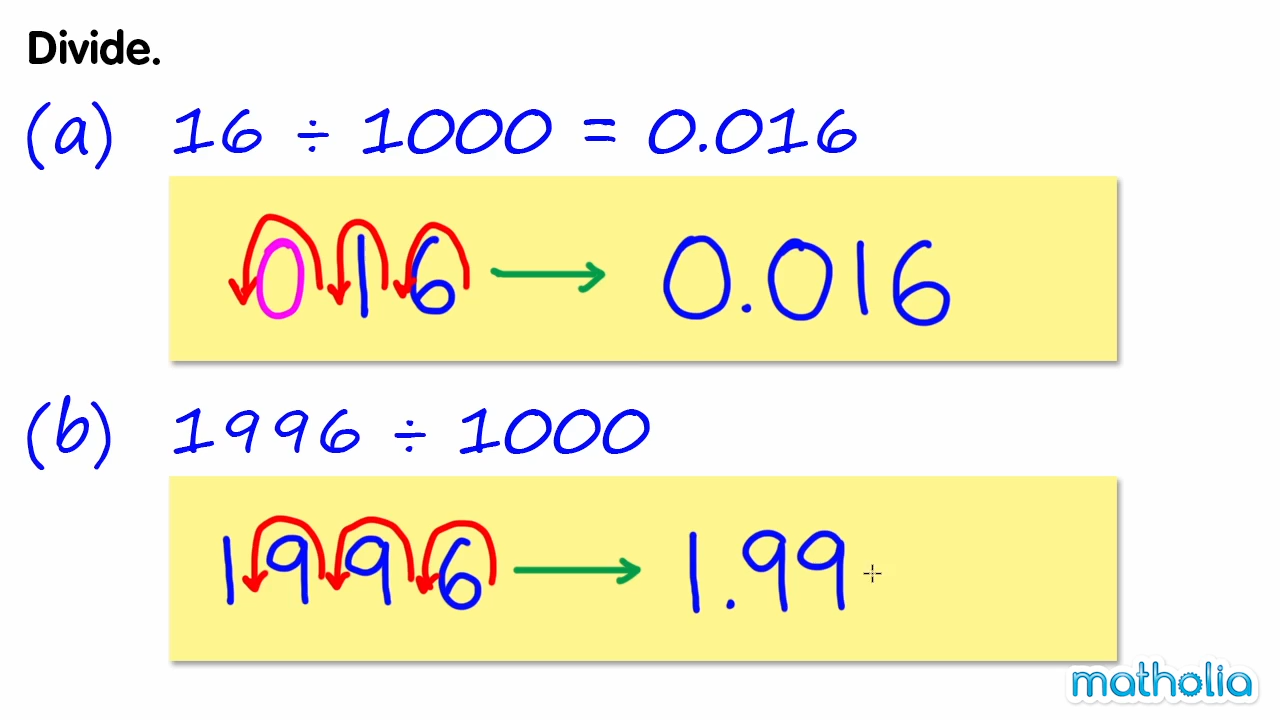 Divide.
(a) 16 ÷ 1000 = 0.016
016 → 0.016
(b) 1996 ÷ 1000
1996 → 1.99
matholia